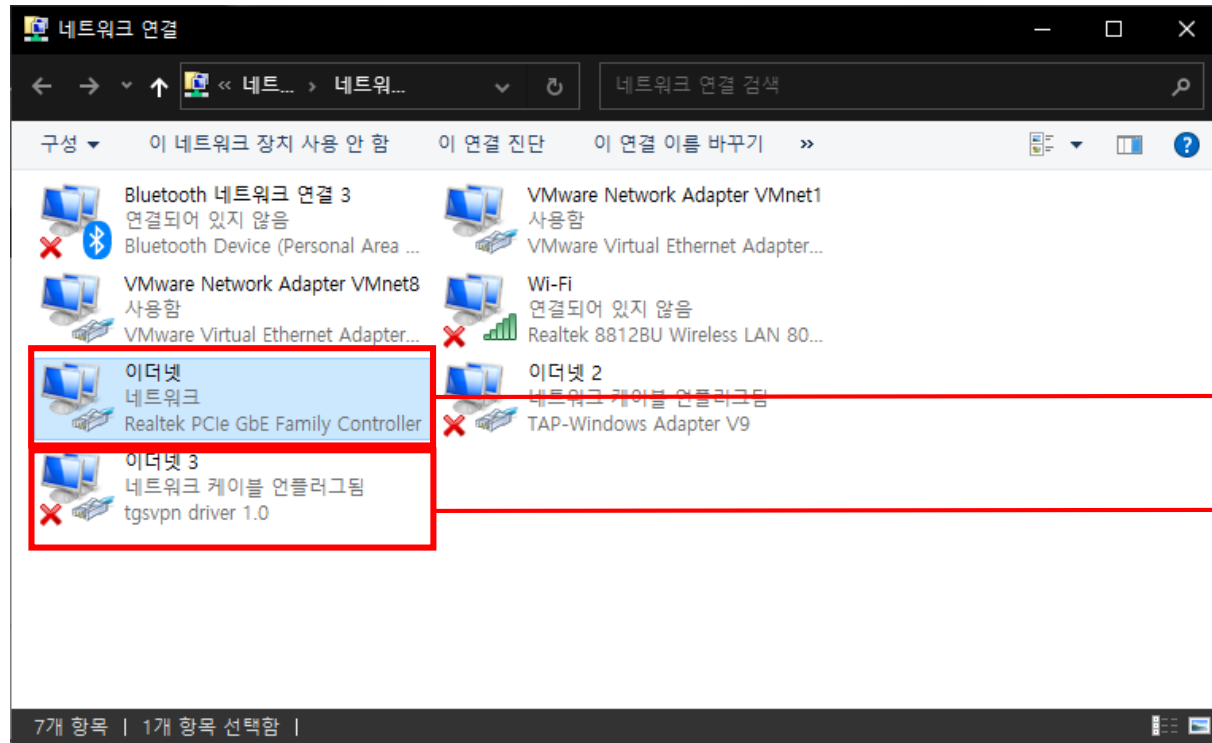 네트워크 연결
« 네트... › 네트워...
네트워크 연결 검색
구성
이 네트워크 장치 사용 안 함
이 연결 진단
이 연결 이름 바꾸기
»
Bluetooth 네트워크 연결 3
연결되어 있지 않음
Bluetooth Device (Personal Area ...
VMware Network Adapter VMnet1
사용함
VMware Virtual Ethernet Adapter...
VMware Network Adapter VMnet8
사용함
VMware Virtual Ethernet Adapter...
Wi-Fi
연결되어 있지 않음
Realtek 8812BU Wireless LAN 80...
이더넷
네트워크
Realtek PCIe GbE Family Controller
이더넷 2
네트워크 케이블 언플러그됨
TAP-Windows Adapter V9
이더넷 3
네트워크 케이블 언플러그됨
tgsvpn driver 1.0
7개 항목 | 1개 항목 선택함 |